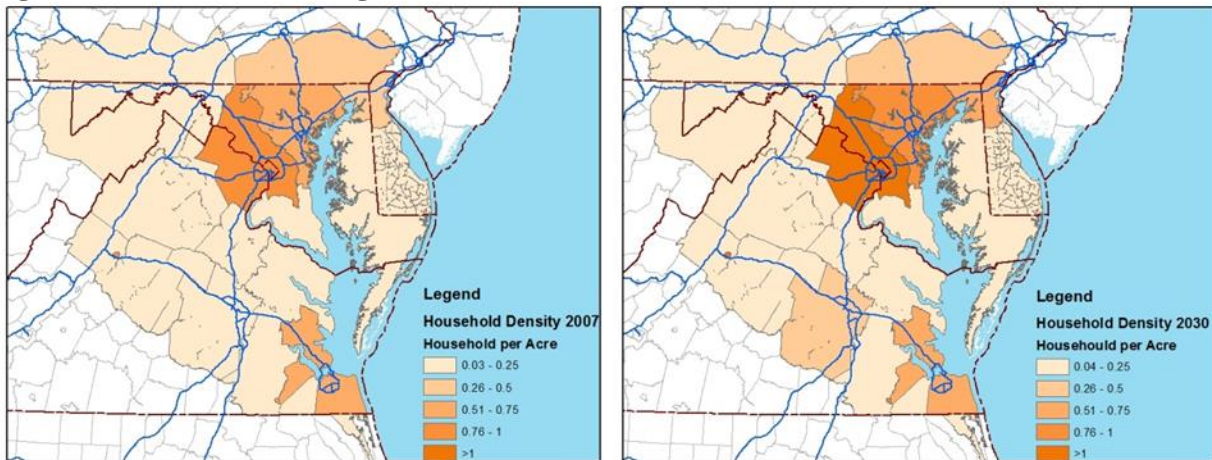 Legend
Household Density 2007
Household per Acre
0.03 - 0.25
0.26 - 0.5
0.51 - 0.75
0.76 - 1
>1
Legend
Household Density 2030
Househould per Acre
0.04 - 0.25
0.26 - 0.5
0.51 - 0.75
0.76 - 1
>1